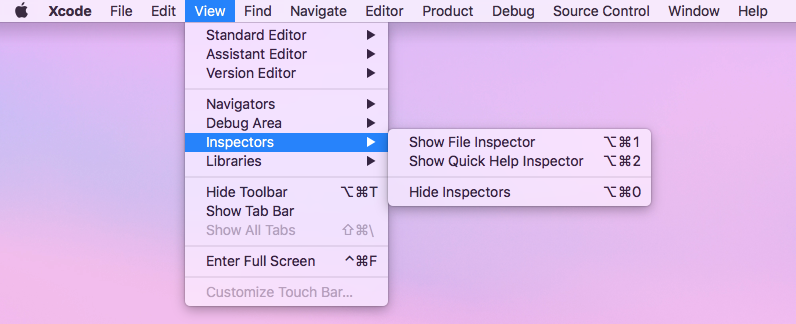 Xcode File Edit View Find Navigate Editor Product Debug Source Control Window Help
Standard Editor ▶
Assistant Editor ▶
Version Editor ▶
Navigators ▶
Debug Area ▶
Inspectors ▶
Show File Inspector ⌥⌘1
Libraries ▶
Show Quick Help Inspector ⌥⌘2
Hide Toolbar ⌥⌘T
Hide Inspectors ⌥⌘0
Show Tab Bar
Show All Tabs ⇧⌘\
Enter Full Screen ^⌘F
Customize Touch Bar...